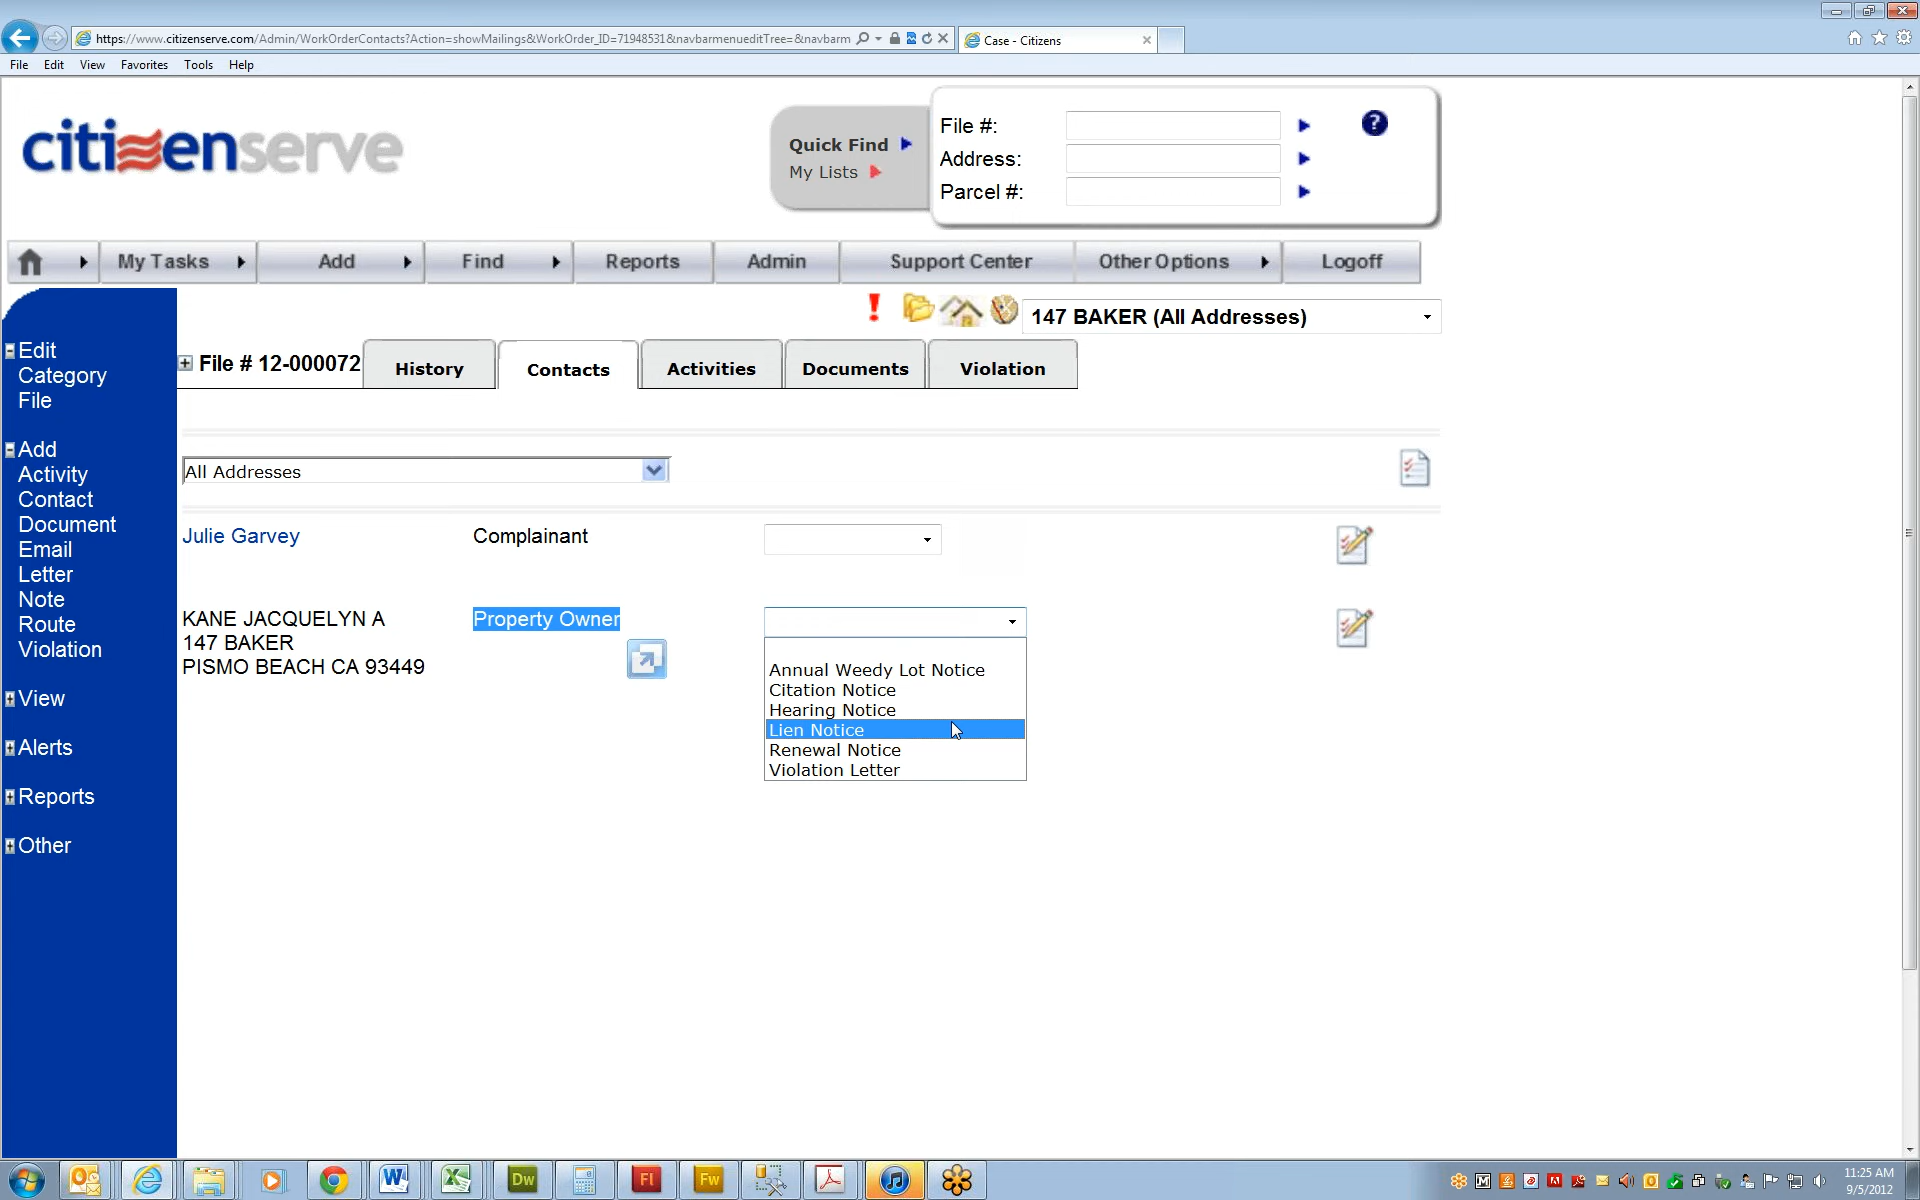 https://www.citizenserve.com/Admin/WorkOrderContacts?Action=showMailings&WorkOrder_ID=71948531&navbarmenueditTree=&navbarm
Case - Citizens
File Edit View Favorites Tools Help
citizenserve
Quick Find
My Lists
File #:
Address:
Parcel #:
?
My Tasks Add Find Reports Admin Support Center Other Options Logoff
147 BAKER (All Addresses)
File # 12-000072 History Contacts Activities Documents Violation
Edit
Category
File
Add
Activity
Contact
Document
Email
Letter
Note
Route
Violation
View
Alerts
Reports
Other
All Addresses
Julie Garvey Complainant
KANE JACQUELYN A Property Owner
147 BAKER
PISMO BEACH CA 93449
Annual Weedy Lot Notice
Citation Notice
Hearing Notice
Lien Notice
Renewal Notice
Violation Letter
Dw
Fl
Fw
11:25 AM
9/5/2012